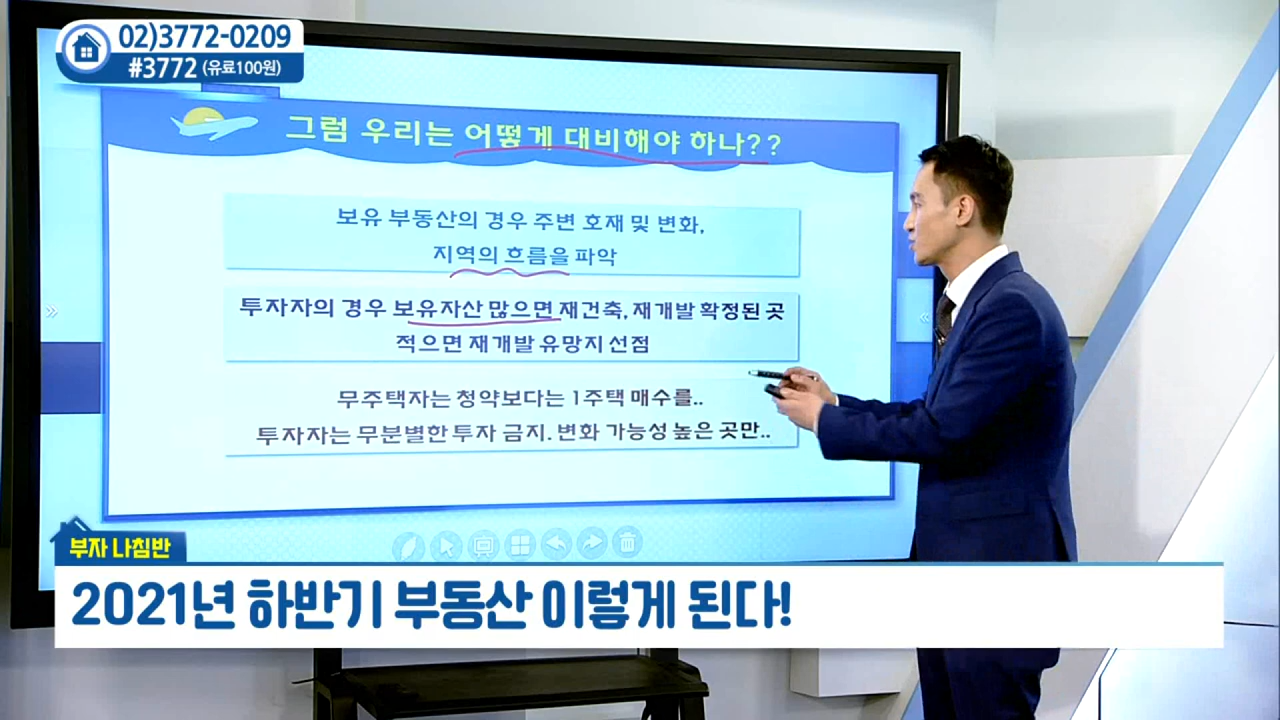 02)3772-0209
#3772 (유료100원)
그럼 우리는 어떻게 대비해야 하나??
보유 부동산의 경우 주변 호재 및 변화,
지역의 흐름을 파악
투자자의 경우 보유자산 많으면 재건축, 재개발 확정된 곳
적으면 재개발 유망지 선점
무주택자는 청약보다는 1주택 매수를..
투자자는 무분별한 투자 금지. 변화 가능성 높은 곳만..
부자 나침반
2021년 하반기 부동산 이렇게 된다!